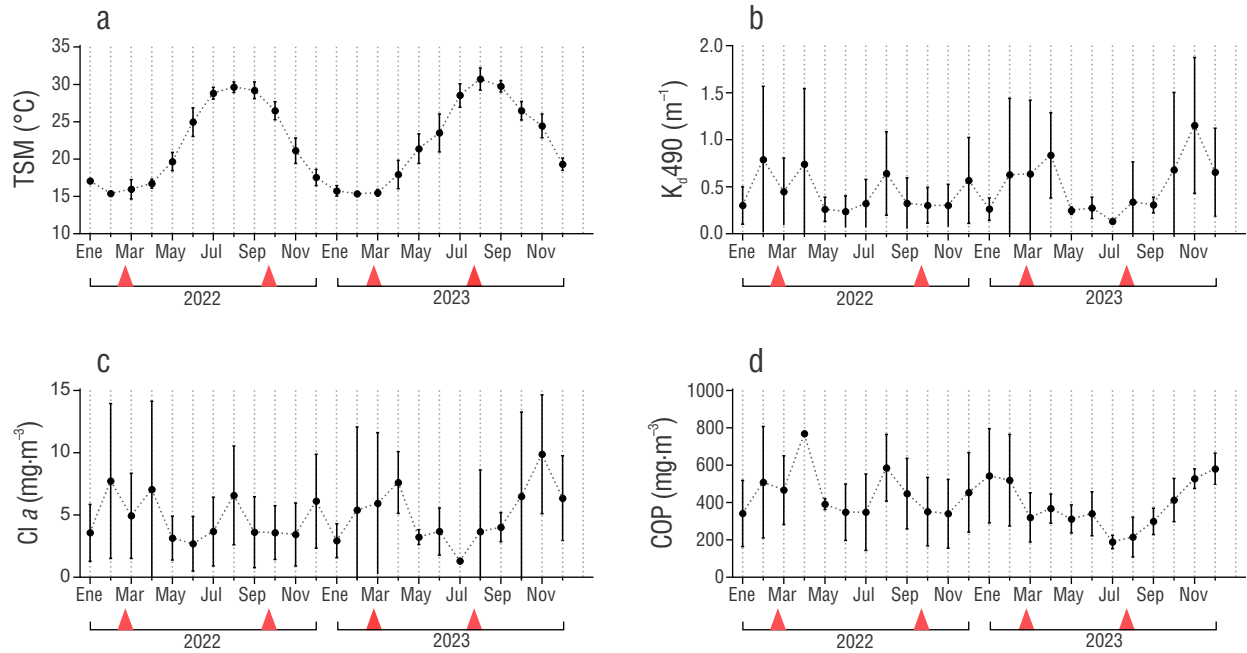 a
TSM (°C)
35
30
25
20
15
10
Ene Mar May Jul Sep Nov Ene Mar May Jul Sep Nov
2022 2023
b
Kd490 (m⁻¹)
2.0
1.5
1.0
0.5
0.0
Ene Mar May Jul Sep Nov Ene Mar May Jul Sep Nov
2022 2023
c
Cl a (mg·m⁻³)
15
10
5
0
Ene Mar May Jul Sep Nov Ene Mar May Jul Sep Nov
2022 2023
d
COP (mg·m⁻³)
1000
800
600
400
200
0
Ene Mar May Jul Sep Nov Ene Mar May Jul Sep Nov
2022 2023